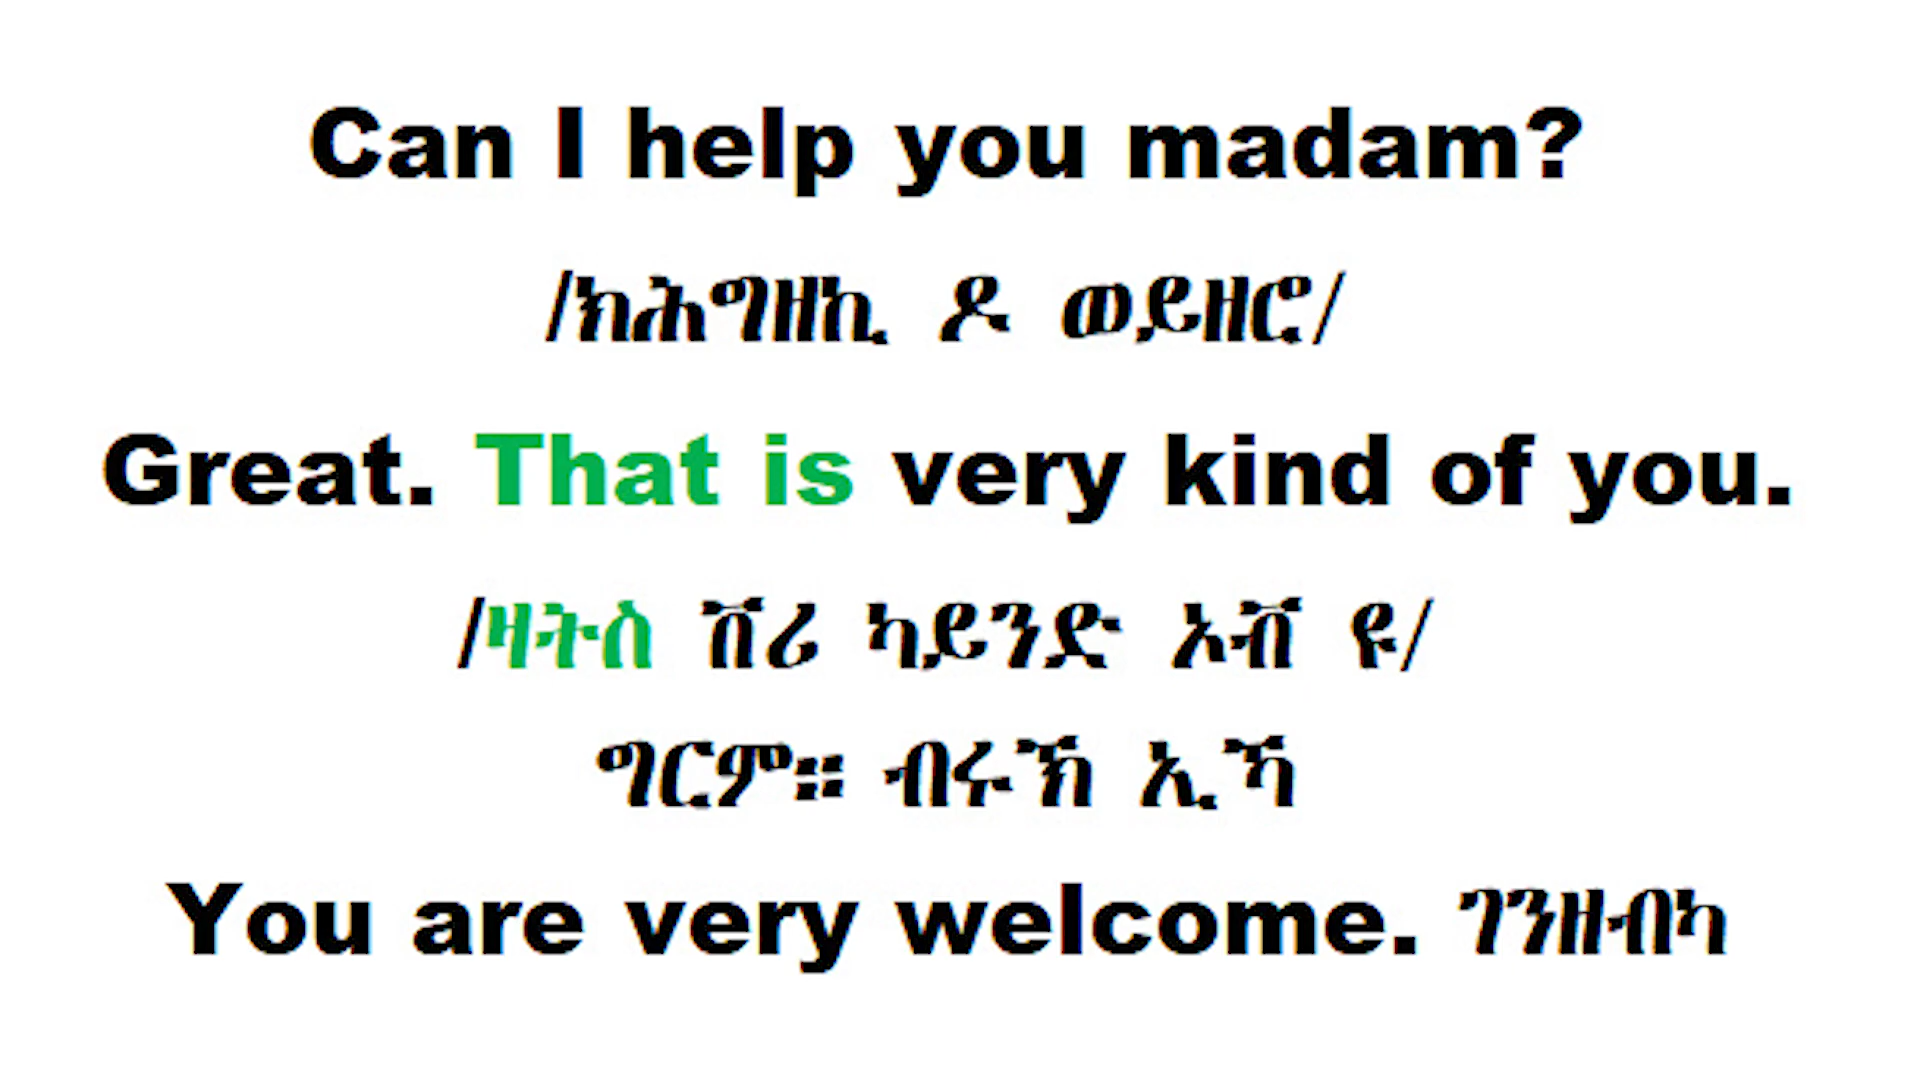 Can I help you madam?
/ክሕግዘኪ ዶ ወይዘሮ/
Great. That is very kind of you.
/ዛትስ ቨሪ ካይንድ ኦቭ ዩ/
ግርም። ብሩኽ ኢኻ
You are very welcome. ገንዘብካ